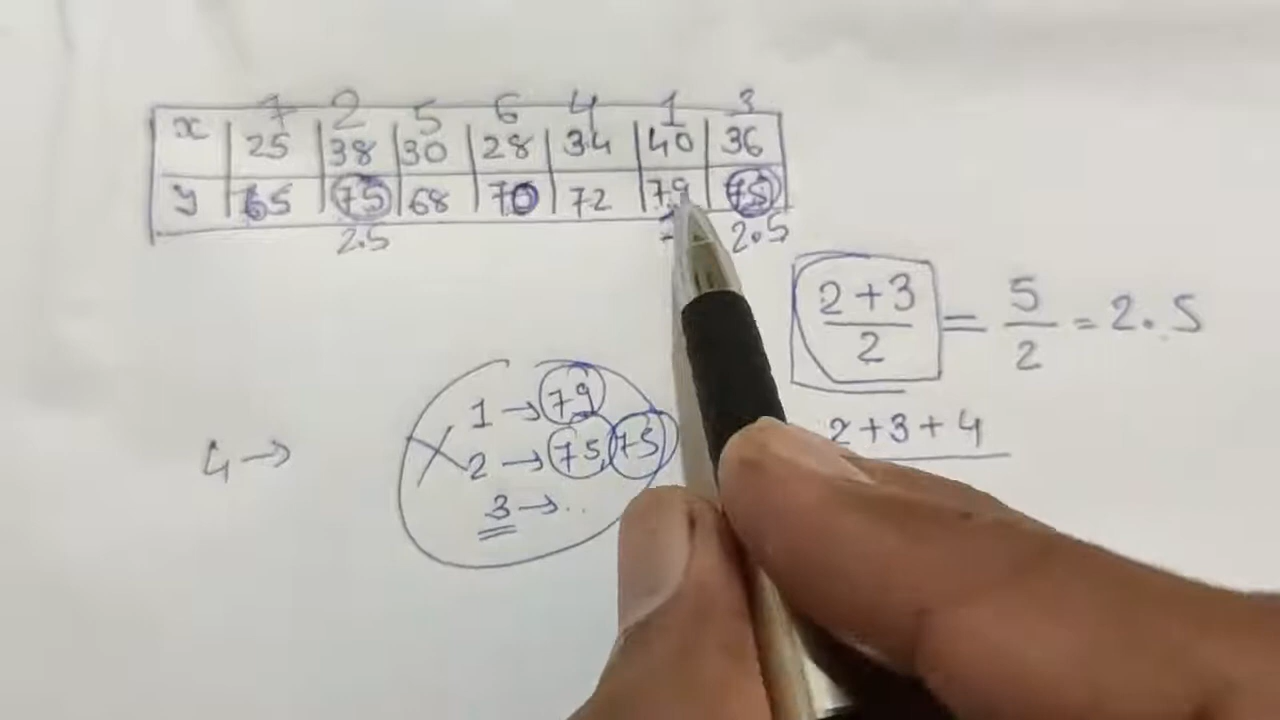 7 2 5 6 4 1 3
x 25 38 30 28 34 40 36
y 65 75 68 70 72 79 75
2.5 2.5
2+3/2 = 5/2 = 2.5
1 → 79
2+3+4
4 → 2 → 75, 75
3 → ..